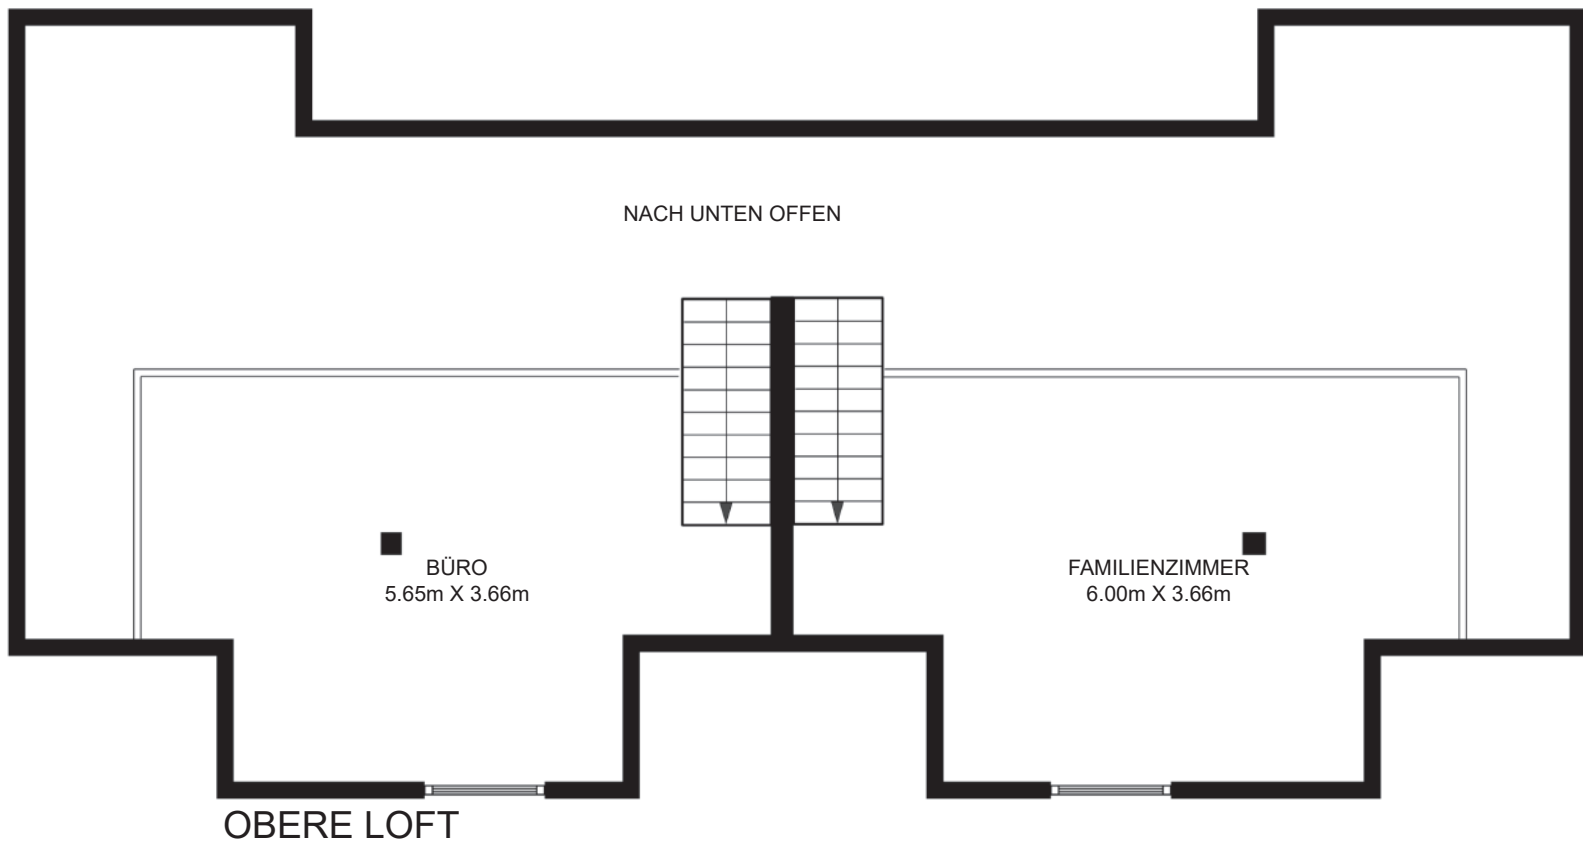 NACH UNTEN OFFEN
BÜRO
5.65m X 3.66m
FAMILIENZIMMER
6.00m X 3.66m
OBERE LOFT